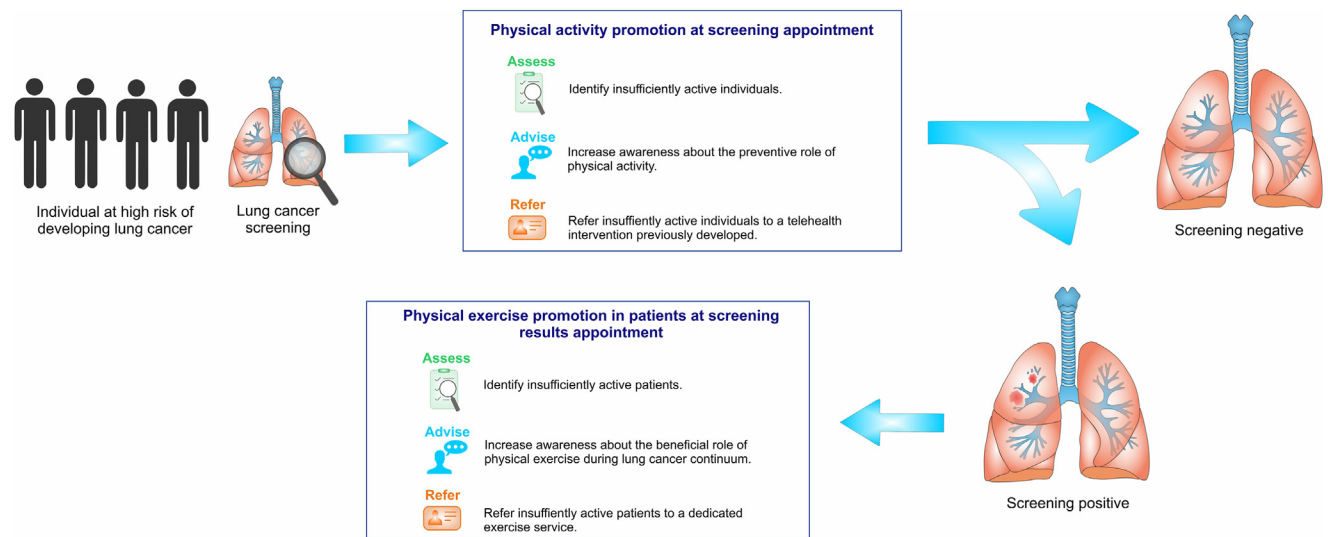 Individual at high risk of
developing lung cancer
Lung cancer
screening
Physical activity promotion at screening appointment
Assess
Identify insufficiently active individuals.
Advise
Increase awareness about the preventive role of
physical activity.
Refer
Refer insuffiently active individuals to a telehealth
intervention previously developed.
Screening negative
Screening positive
Physical exercise promotion in patients at screening
results appointment
Assess
Identify insufficiently active patients.
Advise
Increase awareness about the beneficial role of
physical exercise during lung cancer continuum.
Refer
Refer insuffiently active patients to a dedicated
exercise service.